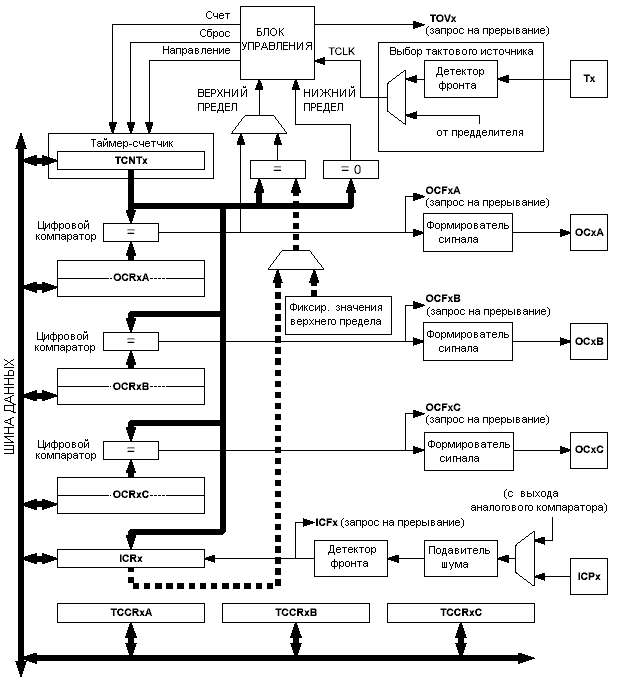 Счет
Сброс
Направление
БЛОК
УПРАВЛЕНИЯ
TOVx
(запрос на прерывание)
TCLK
Выбор тактового источника
Детектор
фронта
Tx
от предделителя
ВЕРХНИЙ
ПРЕДЕЛ
НИЖНИЙ
ПРЕДЕЛ
Таймер-счетчик
TCNTx
=
= 0
Цифровой
компаратор
=
OCRxA
OCFxA
(запрос на прерывание)
Формирователь
сигнала
OCxA
Фиксир. значения
верхнего предела
Цифровой
компаратор
=
OCRxB
OCFxB
(запрос на прерывание)
Формирователь
сигнала
OCxB
Цифровой
компаратор
=
OCRxC
OCFxC
(запрос на прерывание)
Формирователь
сигнала
OCxC
ШИНА ДАННЫХ
ICRx
ICFx (запрос на прерывание)
Детектор
фронта
Подавитель
шума
(с выхода
аналогового компаратора)
ICPx
TCCRxA
TCCRxB
TCCRxC